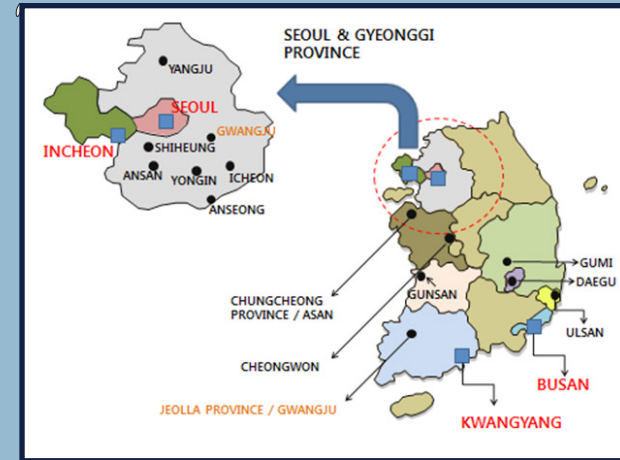 SEOUL & GYEONGGI
PROVINCE
YANGJU
SEOUL
GWANGJU
INCHEON
SHIHEUNG
ANSAN
YONGIN
ICHEON
ANSEONG
GUMI
DAEGU
GUNSAN
CHUNGCHEONG
PROVINCE / ASAN
ULSAN
CHEONGWON
BUSAN
JEOLLA PROVINCE / GWANGJU
KWANGYANG